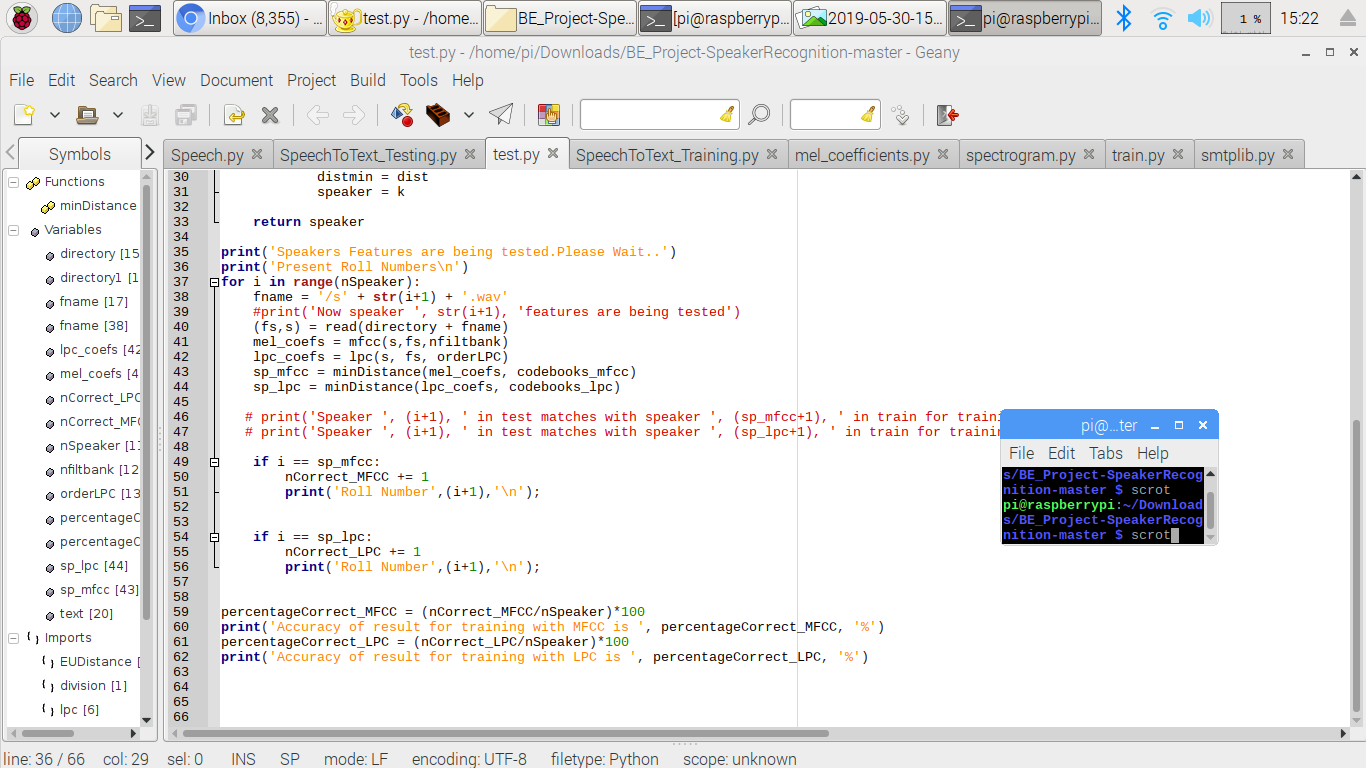 Inbox (8,355) - ...
test.py - /home...
BE_Project-Spe...
[pi@raspberryp...
2019-05-30-15...
pi@raspberrypi...
1 %
15:22
test.py - /home/pi/Downloads/BE_Project-SpeakerRecognition-master - Geany
File Edit Search View Document Project Build Tools Help
Symbols
Speech.py
SpeechToText_Testing.py
test.py
SpeechToText_Training.py
mel_coefficients.py
spectrogram.py
train.py
smtplib.py
Functions
minDistance
Variables
directory [15
directory1 [1
fname [17]
fname [38]
lpc_coefs [42
mel_coefs [4
nCorrect_LPC
nCorrect_MFC
nSpeaker [11
nfiltbank [12
orderLPC [13
percentageC
percentageC
sp_lpc [44]
sp_mfcc [43]
text [20]
Imports
EUDistance [
division [1]
lpc [6]
30 distmin = dist
31 speaker = k
32
33 return speaker
34
35 print('Speakers Features are being tested.Please Wait..')
36 print('Present Roll Numbers\n')
37 for i in range(nSpeaker):
38 fname = '/s' + str(i+1) + '.wav'
39 #print('Now speaker ', str(i+1), 'features are being tested')
40 (fs,s) = read(directory + fname)
41 mel_coefs = mfcc(s,fs,nfiltbank)
42 lpc_coefs = lpc(s, fs, orderLPC)
43 sp_mfcc = minDistance(mel_coefs, codebooks_mfcc)
44 sp_lpc = minDistance(lpc_coefs, codebooks_lpc)
45
46 # print('Speaker ', (i+1), ' in test matches with speaker ', (sp_mfcc+1), ' in train for traini
47 # print('Speaker ', (i+1), ' in test matches with speaker ', (sp_lpc+1), ' in train for trainin
48
49 if i == sp_mfcc:
50 nCorrect_MFCC += 1
51 print('Roll Number',(i+1),'\n');
52
53
54 if i == sp_lpc:
55 nCorrect_LPC += 1
56 print('Roll Number',(i+1),'\n');
57
58
59 percentageCorrect_MFCC = (nCorrect_MFCC/nSpeaker)*100
60 print('Accuracy of result for training with MFCC is ', percentageCorrect_MFCC, '%')
61 percentageCorrect_LPC = (nCorrect_LPC/nSpeaker)*100
62 print('Accuracy of result for training with LPC is ', percentageCorrect_LPC, '%')
63
64
65
66
pi@...ter
File Edit Tabs Help
s/BE_Project-SpeakerRecog
nition-master $ scrot
pi@raspberrypi:~/Download
s/BE_Project-SpeakerRecog
nition-master $ scrot
line: 36 / 66 col: 29 sel: 0 INS SP mode: LF encoding: UTF-8 filetype: Python scope: unknown